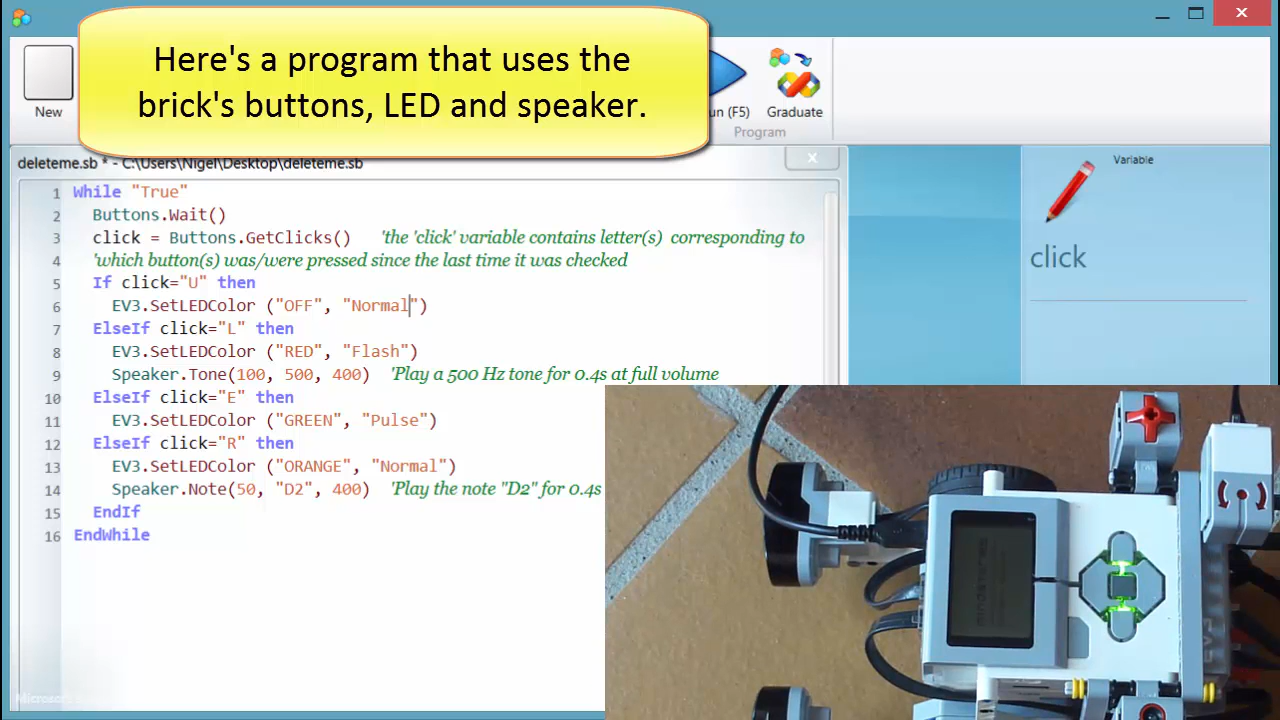 Here's a program that uses the
brick's buttons, LED and speaker.
New
un (F5)
Graduate
Program
deleteme.sb * - C:\Users\Nigel\Desktop\deleteme.sb
Variable
click
1 While "True"
2 Buttons.Wait()
3 click = Buttons.GetClicks() 'the 'click' variable contains letter(s) corresponding to
4 'which button(s) was/were pressed since the last time it was checked
5 If click="U" then
6 EV3.SetLEDColor ("OFF", "Normal")
7 ElseIf click="L" then
8 EV3.SetLEDColor ("RED", "Flash")
9 Speaker.Tone(100, 500, 400) 'Play a 500 Hz tone for 0.4s at full volume
10 ElseIf click="E" then
11 EV3.SetLEDColor ("GREEN", "Pulse")
12 ElseIf click="R" then
13 EV3.SetLEDColor ("ORANGE", "Normal")
14 Speaker.Note(50, "D2", 400) 'Play the note "D2" for 0.4s
15 EndIf
16 EndWhile
EV3